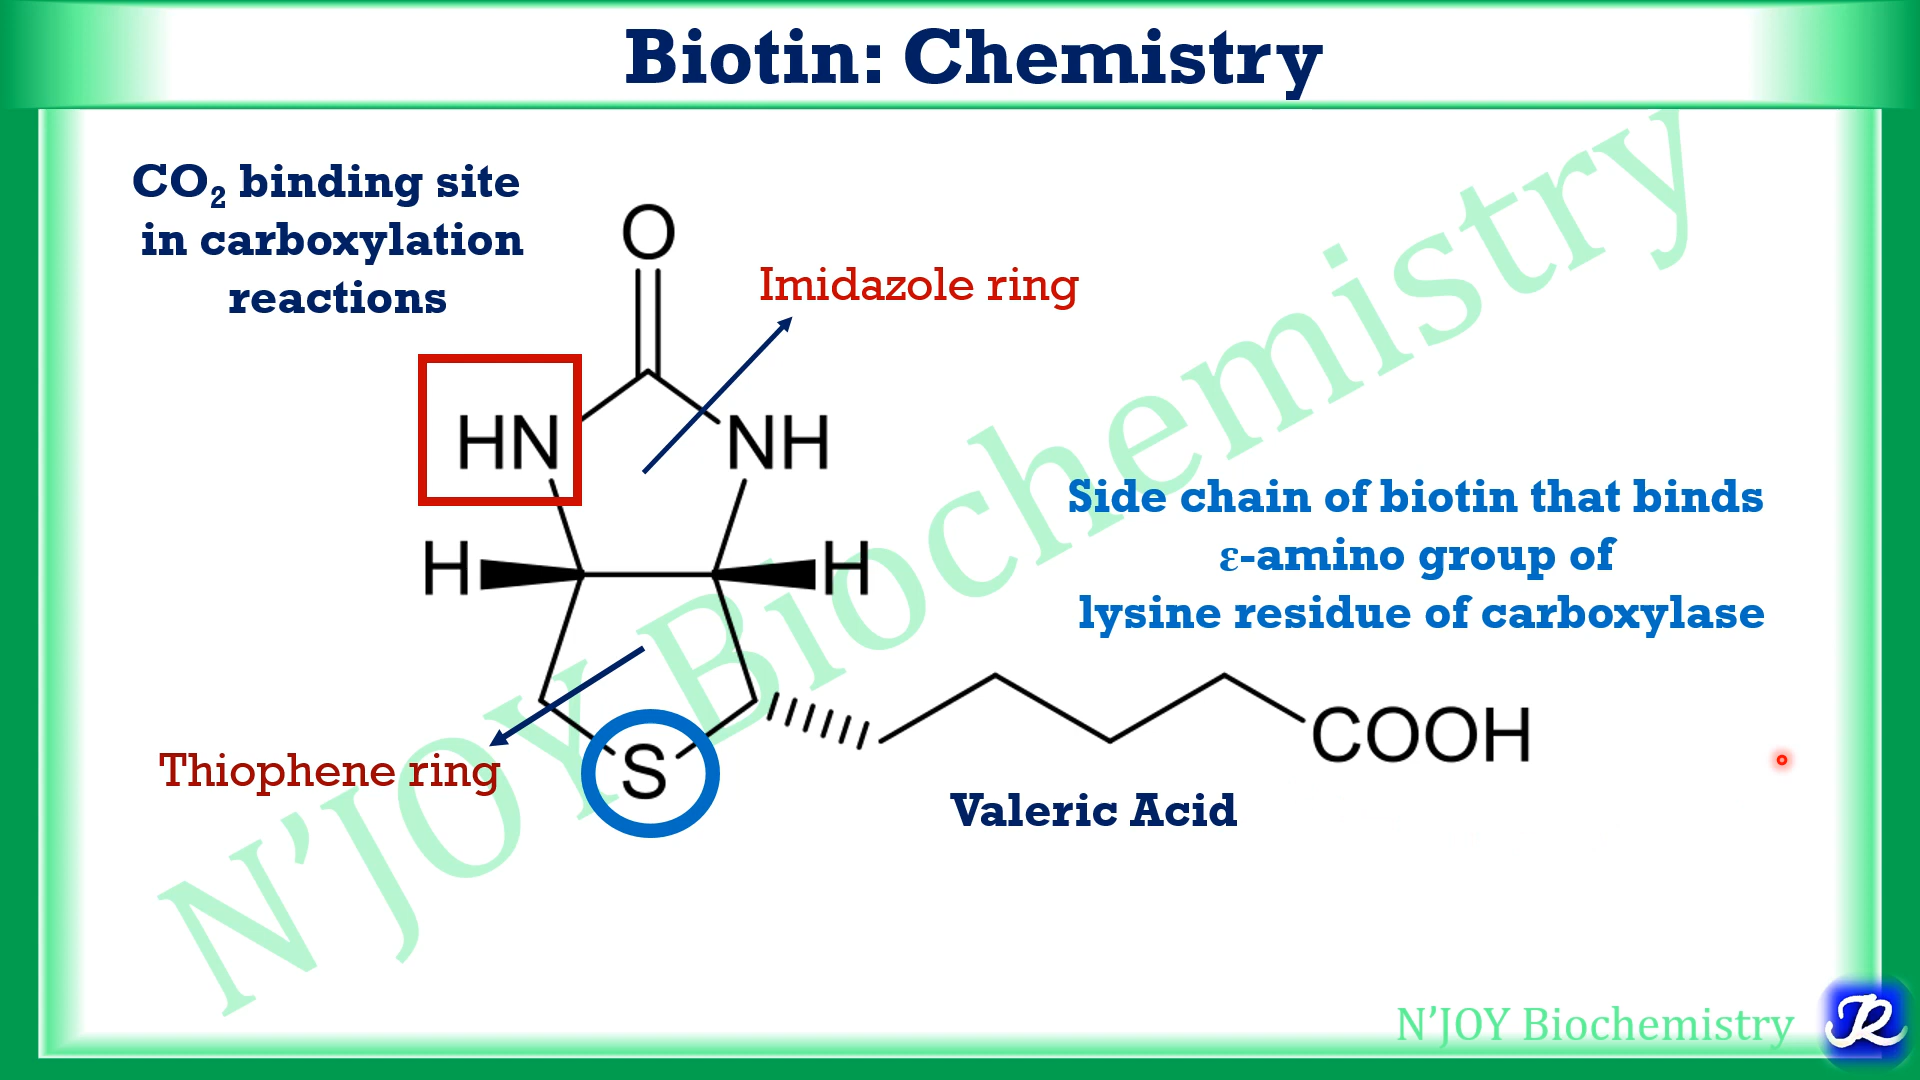 Biotin: Chemistry
CO₂ binding site
in carboxylation
reactions
O
Imidazole ring
HN
NH
Side chain of biotin that binds
ε-amino group of
lysine residue of carboxylase
H
H
COOH
Thiophene ring
S
Valeric Acid
N'JOY Biochemistry
N'JOY Biochemistry
JR